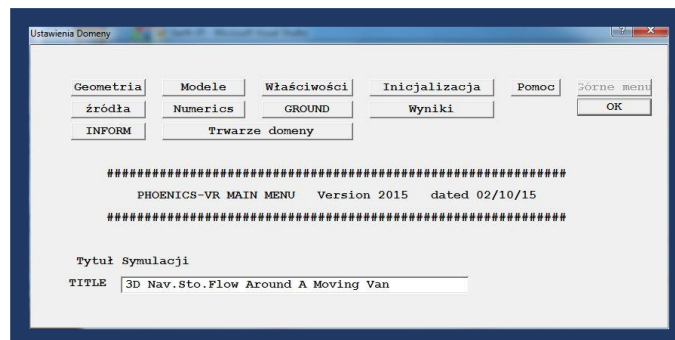 Ustawienia Domeny
Geometria Modele Właściwości Inicjalizacja Pomoc Górne menu
źródła Numerics GROUND Wyniki OK
INFORM Trwarze domeny
############################################################
PHOENICS-VR MAIN MENU Version 2015 dated 02/10/15
############################################################
Tytuł Symulacji
TITLE 3D Nav.Sto.Flow Around A Moving Van